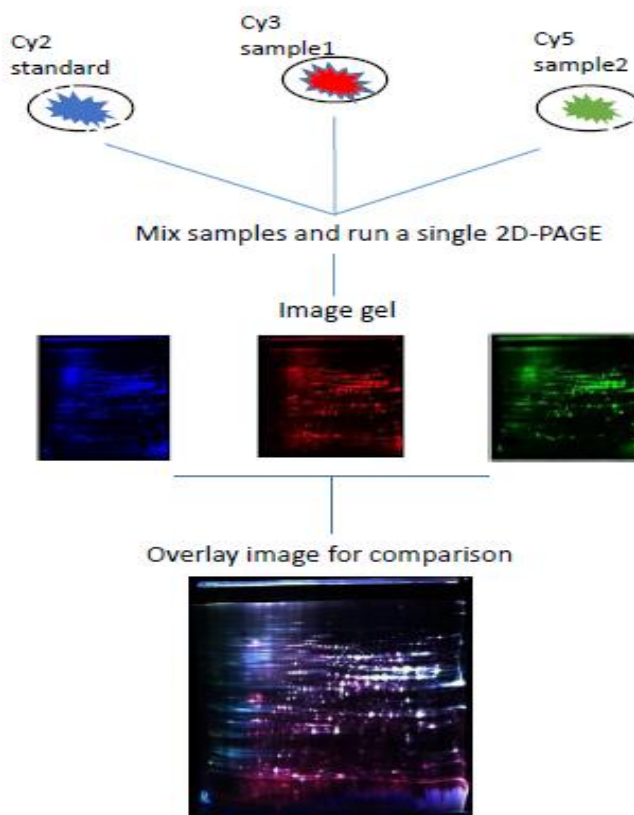 Cy2
standard
Cy3
sample1
Cy5
sample2
Mix samples and run a single 2D-PAGE
Image gel
Overlay image for comparison